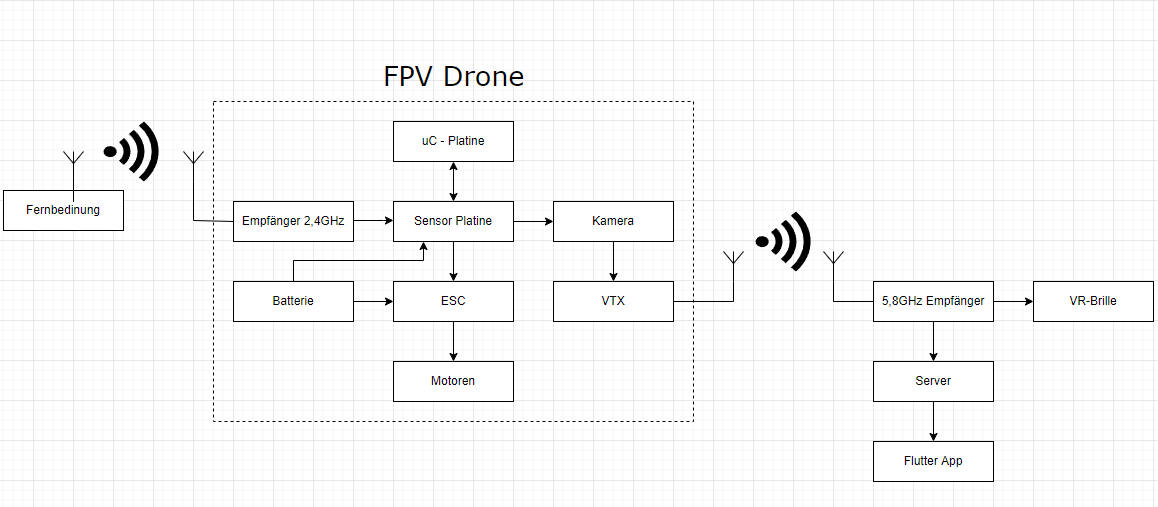 FPV Drone
uC - Platine
Fernbedinung
Empfänger 2,4GHz
Sensor Platine
Kamera
Batterie
ESC
VTX
5,8GHz Empfänger
VR-Brille
Motoren
Server
Flutter App